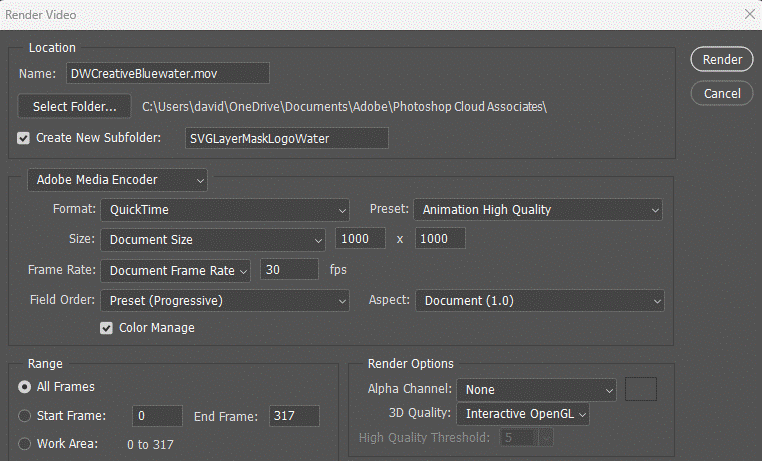 Render Video
Location
Name: DWCreativeBluewater.mov
Render
Select Folder... C:\Users\david\OneDrive\Documents\Adobe\Photoshop Cloud Associates\
Cancel
Create New Subfolder: SVGLayerMaskLogoWater
Adobe Media Encoder
Format: QuickTime Preset: Animation High Quality
Size: Document Size 1000 x 1000
Frame Rate: Document Frame Rate 30 fps
Field Order: Preset (Progressive) Aspect: Document (1.0)
Color Manage
Range
All Frames
Start Frame: 0 End Frame: 317
Work Area: 0 to 317
Render Options
Alpha Channel: None
3D Quality: Interactive OpenGL
High Quality Threshold: 5